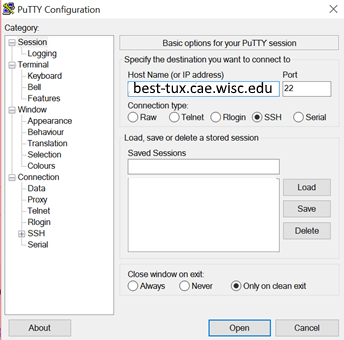 PuTTY Configuration
Category:
Session
Logging
Terminal
Keyboard
Bell
Features
Window
Appearance
Behaviour
Translation
Selection
Colours
Connection
Data
Proxy
Telnet
Rlogin
SSH
Serial
Basic options for your PuTTY session
Specify the destination you want to connect to
Host Name (or IP address) Port
best-tux.cae.wisc.edu 22
Connection type:
Raw Telnet Rlogin SSH Serial
Load, save or delete a stored session
Saved Sessions
Load
Save
Delete
Close window on exit:
Always Never Only on clean exit
About Open Cancel